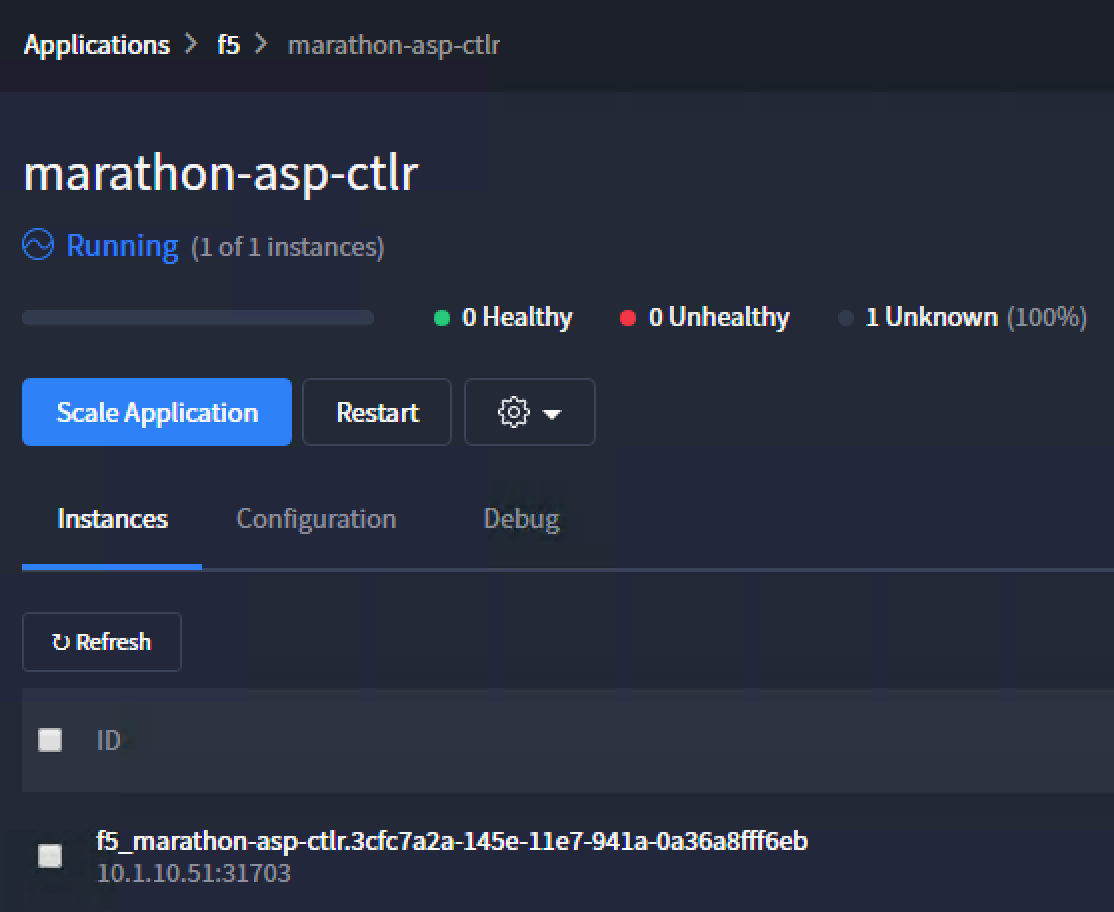 Applications > f5 > marathon-asp-ctlr
marathon-asp-ctlr
Running (1 of 1 instances)
0 Healthy 0 Unhealthy 1 Unknown (100%)
Scale Application Restart
Instances Configuration Debug
↻ Refresh
ID
f5_marathon-asp-ctlr.3cfc7a2a-145e-11e7-941a-0a36a8fff6eb
10.1.10.51:31703